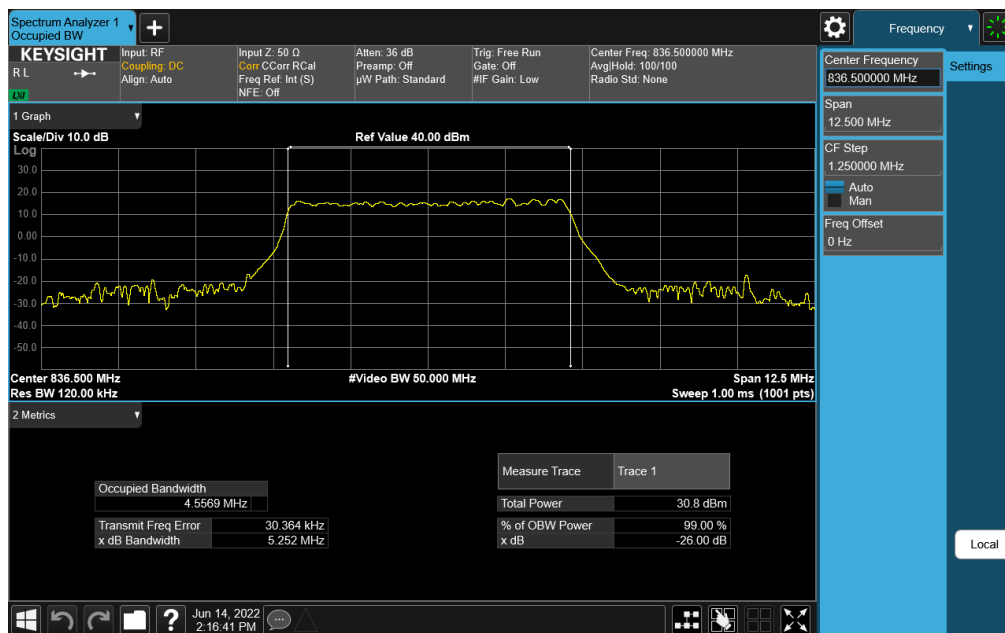 Spectrum Analyzer 1
Occupied BW
Frequency
KEYSIGHT
R L
LXI
Input: RF
Coupling: DC
Align: Auto
Input Z: 50 Ω
Corr CCorr RCal
Freq Ref: Int (S)
NFE: Off
Atten: 36 dB
Preamp: Off
µW Path: Standard
Trig: Free Run
Gate: Off
#IF Gain: Low
Center Freq: 836.500000 MHz
Avg|Hold: 100/100
Radio Std: None
Center Frequency
836.500000 MHz
Settings
Span
12.500 MHz
CF Step
1.250000 MHz
Auto
Man
Freq Offset
0 Hz
Local
1 Graph
Scale/Div 10.0 dB
Ref Value 40.00 dBm
Log
30.0
20.0
10.0
0.00
-10.0
-20.0
-30.0
-40.0
-50.0
Center 836.500 MHz
#Video BW 50.000 MHz
Span 12.5 MHz
Res BW 120.00 kHz
Sweep 1.00 ms (1001 pts)
2 Metrics
Measure Trace Trace 1
Occupied Bandwidth
4.5569 MHz
Total Power 30.8 dBm
Transmit Freq Error 30.364 kHz
% of OBW Power 99.00 %
x dB Bandwidth 5.252 MHz
x dB -26.00 dB
?
Jun 14, 2022
2:16:41 PM